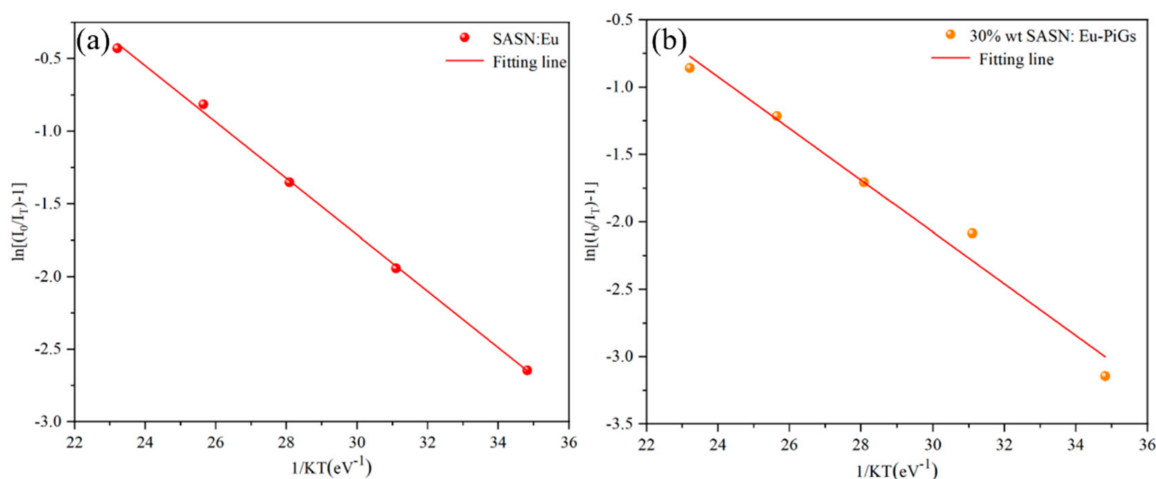 (a)
SASN:Eu
Fitting line
ln[(I₀/I_T)-1]
-0.5
-1.0
-1.5
-2.0
-2.5
-3.0
22 24 26 28 30 32 34 36
1/KT(eV⁻¹)
(b)
30% wt SASN: Eu-PiGs
Fitting line
ln[(I₀/I_T)-1]
-0.5
-1.0
-1.5
-2.0
-2.5
-3.0
-3.5
22 24 26 28 30 32 34 36
1/KT(eV⁻¹)